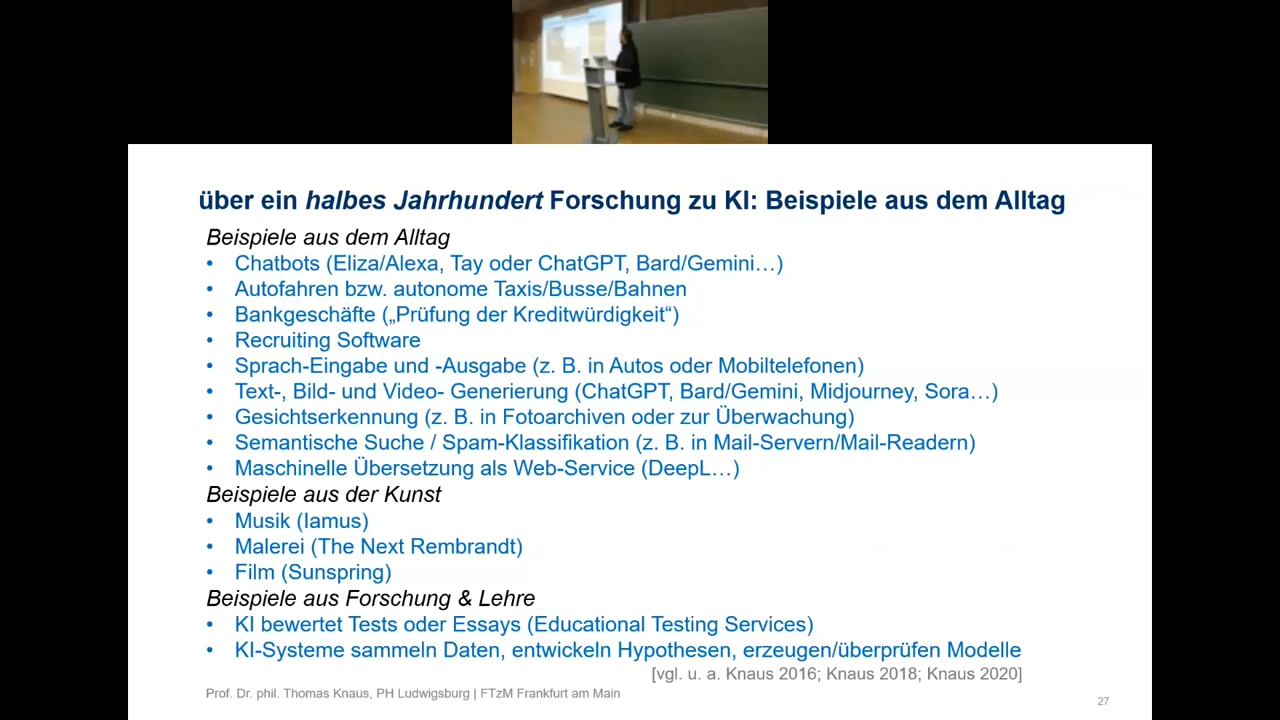 über ein halbes Jahrhundert Forschung zu KI: Beispiele aus dem Alltag
Beispiele aus dem Alltag
• Chatbots (Eliza/Alexa, Tay oder ChatGPT, Bard/Gemini…)
• Autofahren bzw. autonome Taxis/Busse/Bahnen
• Bankgeschäfte („Prüfung der Kreditwürdigkeit“)
• Recruiting Software
• Sprach-Eingabe und -Ausgabe (z. B. in Autos oder Mobiltelefonen)
• Text-, Bild- und Video- Generierung (ChatGPT, Bard/Gemini, Midjourney, Sora…)
• Gesichtserkennung (z. B. in Fotoarchiven oder zur Überwachung)
• Semantische Suche / Spam-Klassifikation (z. B. in Mail-Servern/Mail-Readern)
• Maschinelle Übersetzung als Web-Service (DeepL…)
Beispiele aus der Kunst
• Musik (Iamus)
• Malerei (The Next Rembrandt)
• Film (Sunspring)
Beispiele aus Forschung & Lehre
• KI bewertet Tests oder Essays (Educational Testing Services)
• KI-Systeme sammeln Daten, entwickeln Hypothesen, erzeugen/überprüfen Modelle
[vgl. u. a. Knaus 2016; Knaus 2018; Knaus 2020]
Prof. Dr. phil. Thomas Knaus, PH Ludwigsburg | FTzM Frankfurt am Main
27